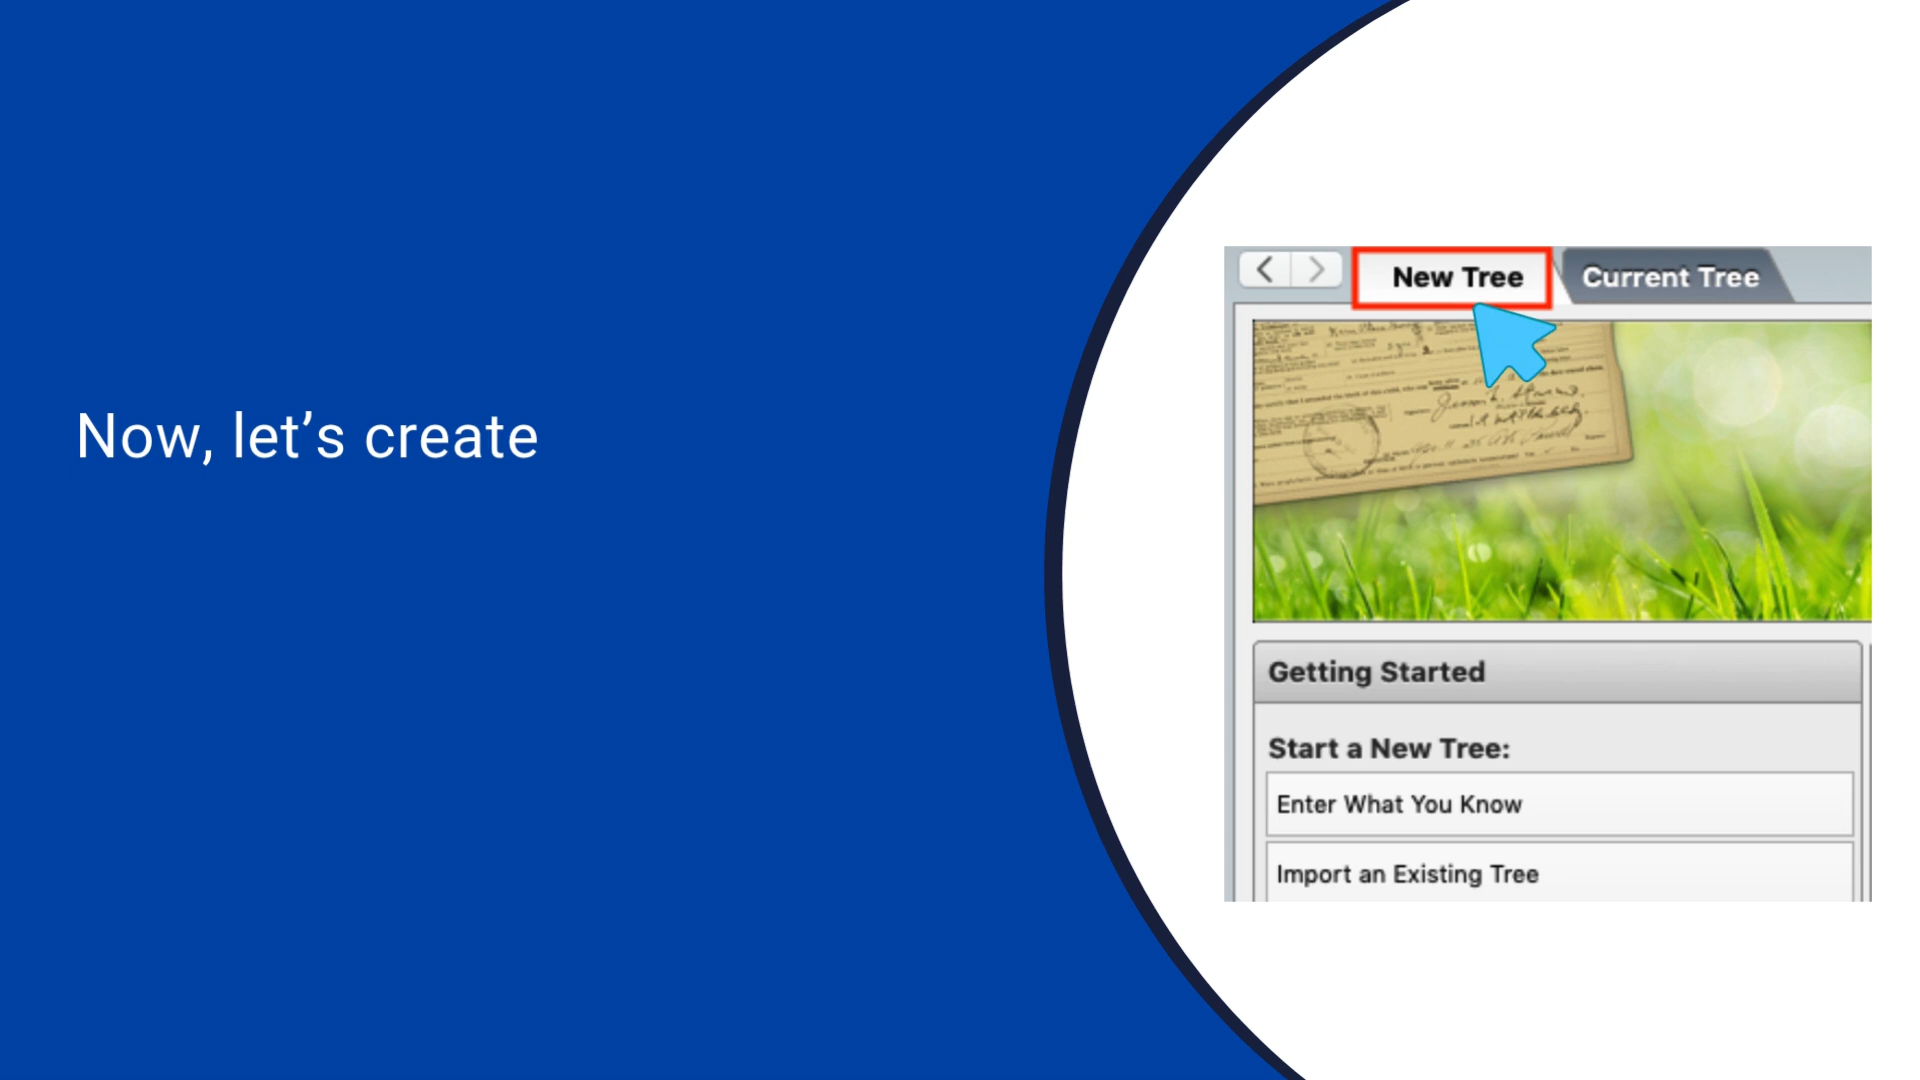 Now, let’s create
New Tree
Current Tree
Getting Started
Start a New Tree:
Enter What You Know
Import an Existing Tree